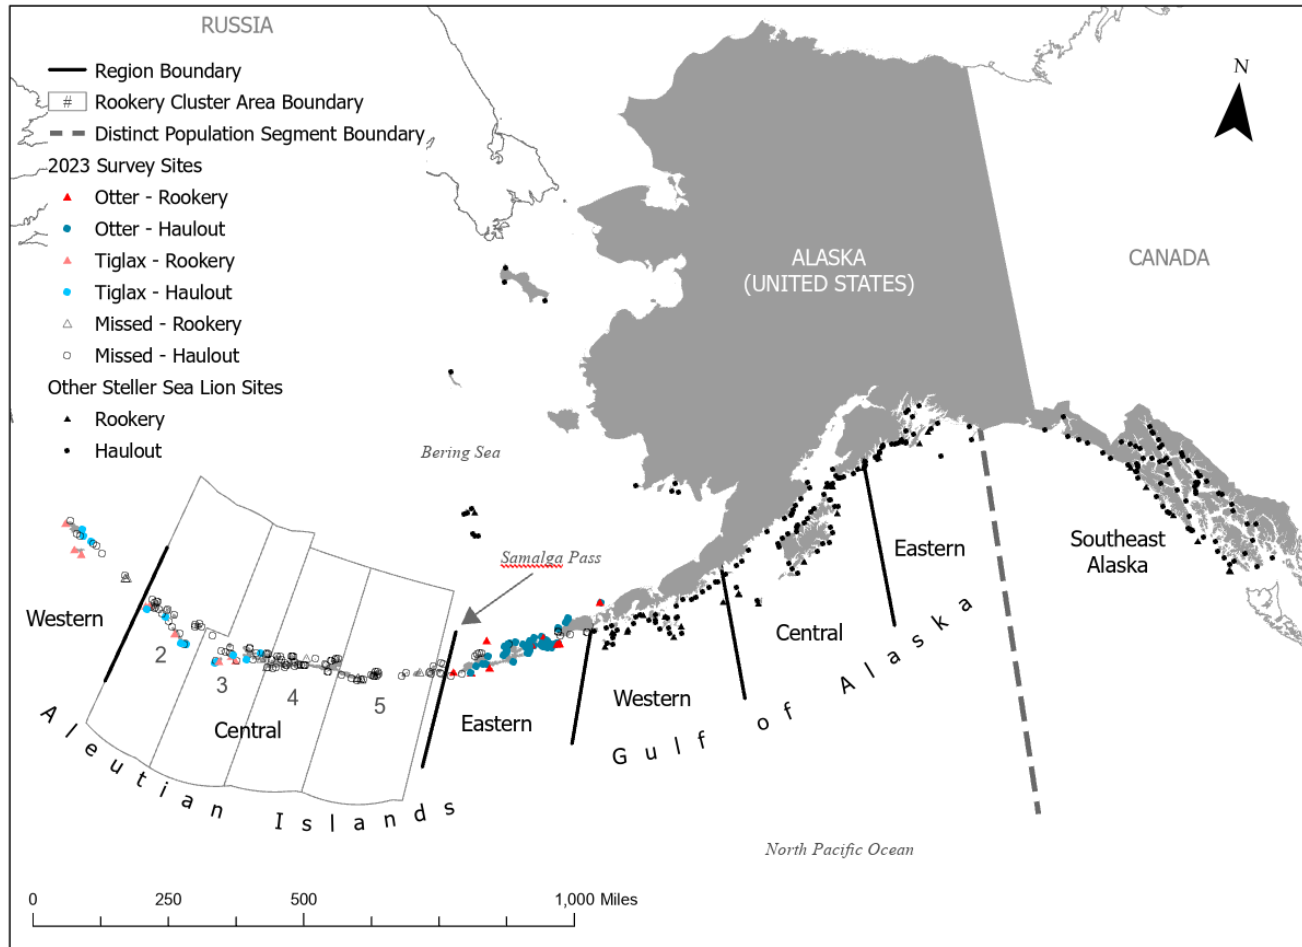 RUSSIA
Region Boundary
# Rookery Cluster Area Boundary
Distinct Population Segment Boundary
2023 Survey Sites
Otter - Rookery
Otter - Haulout
Tiglax - Rookery
Tiglax - Haulout
Missed - Rookery
Missed - Haulout
Other Steller Sea Lion Sites
Rookery
Haulout
N
ALASKA
(UNITED STATES)
CANADA
Bering Sea
Samalga Pass
Western
2
3
4
5
Central
Eastern
Western
Central
Eastern
Southeast
Alaska
Aleutian Islands
Gulf of Alaska
North Pacific Ocean
0 250 500 1,000 Miles